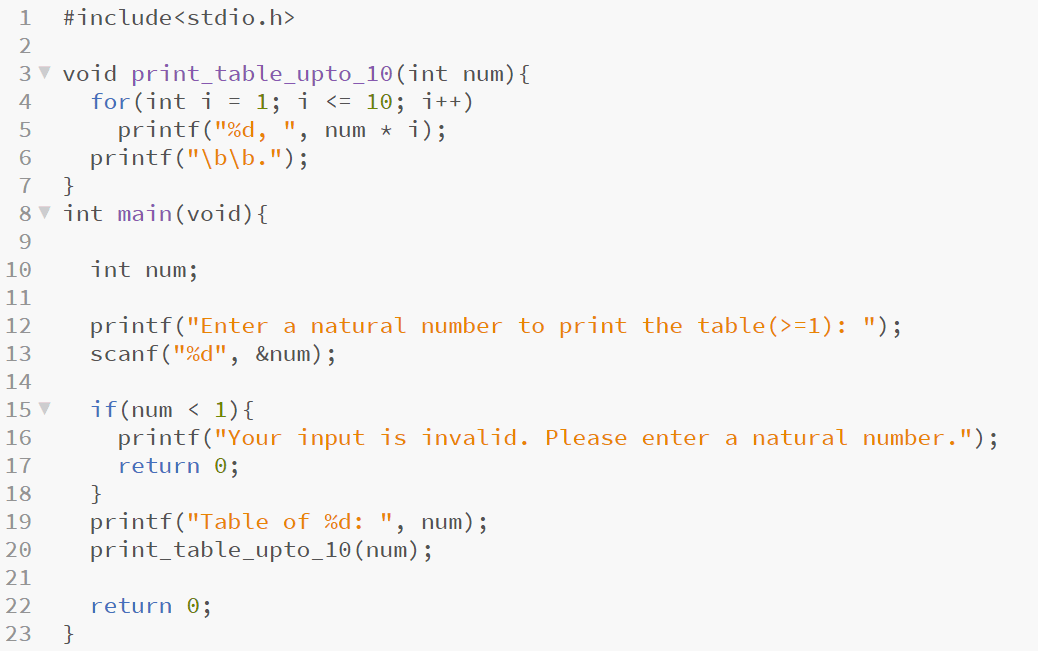 1 #include<stdio.h>
2
3 void print_table_upto_10(int num){
4   for(int i = 1; i <= 10; i++)
5     printf("%d, ", num * i);
6   printf("\b\b.");
7 }
8 int main(void){
9
10   int num;
11
12   printf("Enter a natural number to print the table(>=1): ");
13   scanf("%d", &num);
14
15   if(num < 1){
16     printf("Your input is invalid. Please enter a natural number.");
17     return 0;
18   }
19   printf("Table of %d: ", num);
20   print_table_upto_10(num);
21
22   return 0;
23 }